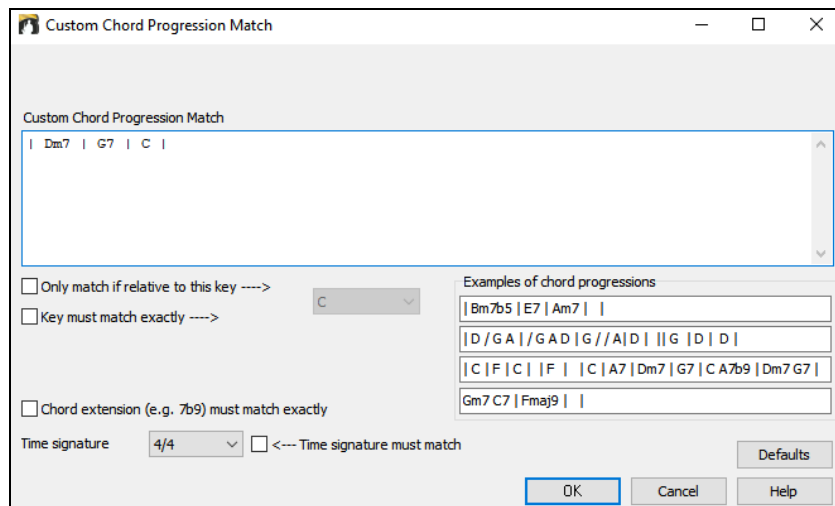 Custom Chord Progression Match
Custom Chord Progression Match
| Dm7 | G7 | C |
Only match if relative to this key ---->
C
Key must match exactly ---->
Examples of chord progressions
| Bm7b5 | E7 | Am7 | |
| D / G A | / G A D | G / / A | D | | | G | D | D |
| C | F | C | | F | | C | A7 | Dm7 | G7 | C A7b9 | Dm7 G7 |
Gm7 C7 | Fmaj9 | |
Chord extension (e.g. 7b9) must match exactly
Time signature 4/4 <--- Time signature must match
Defaults
OK Cancel Help